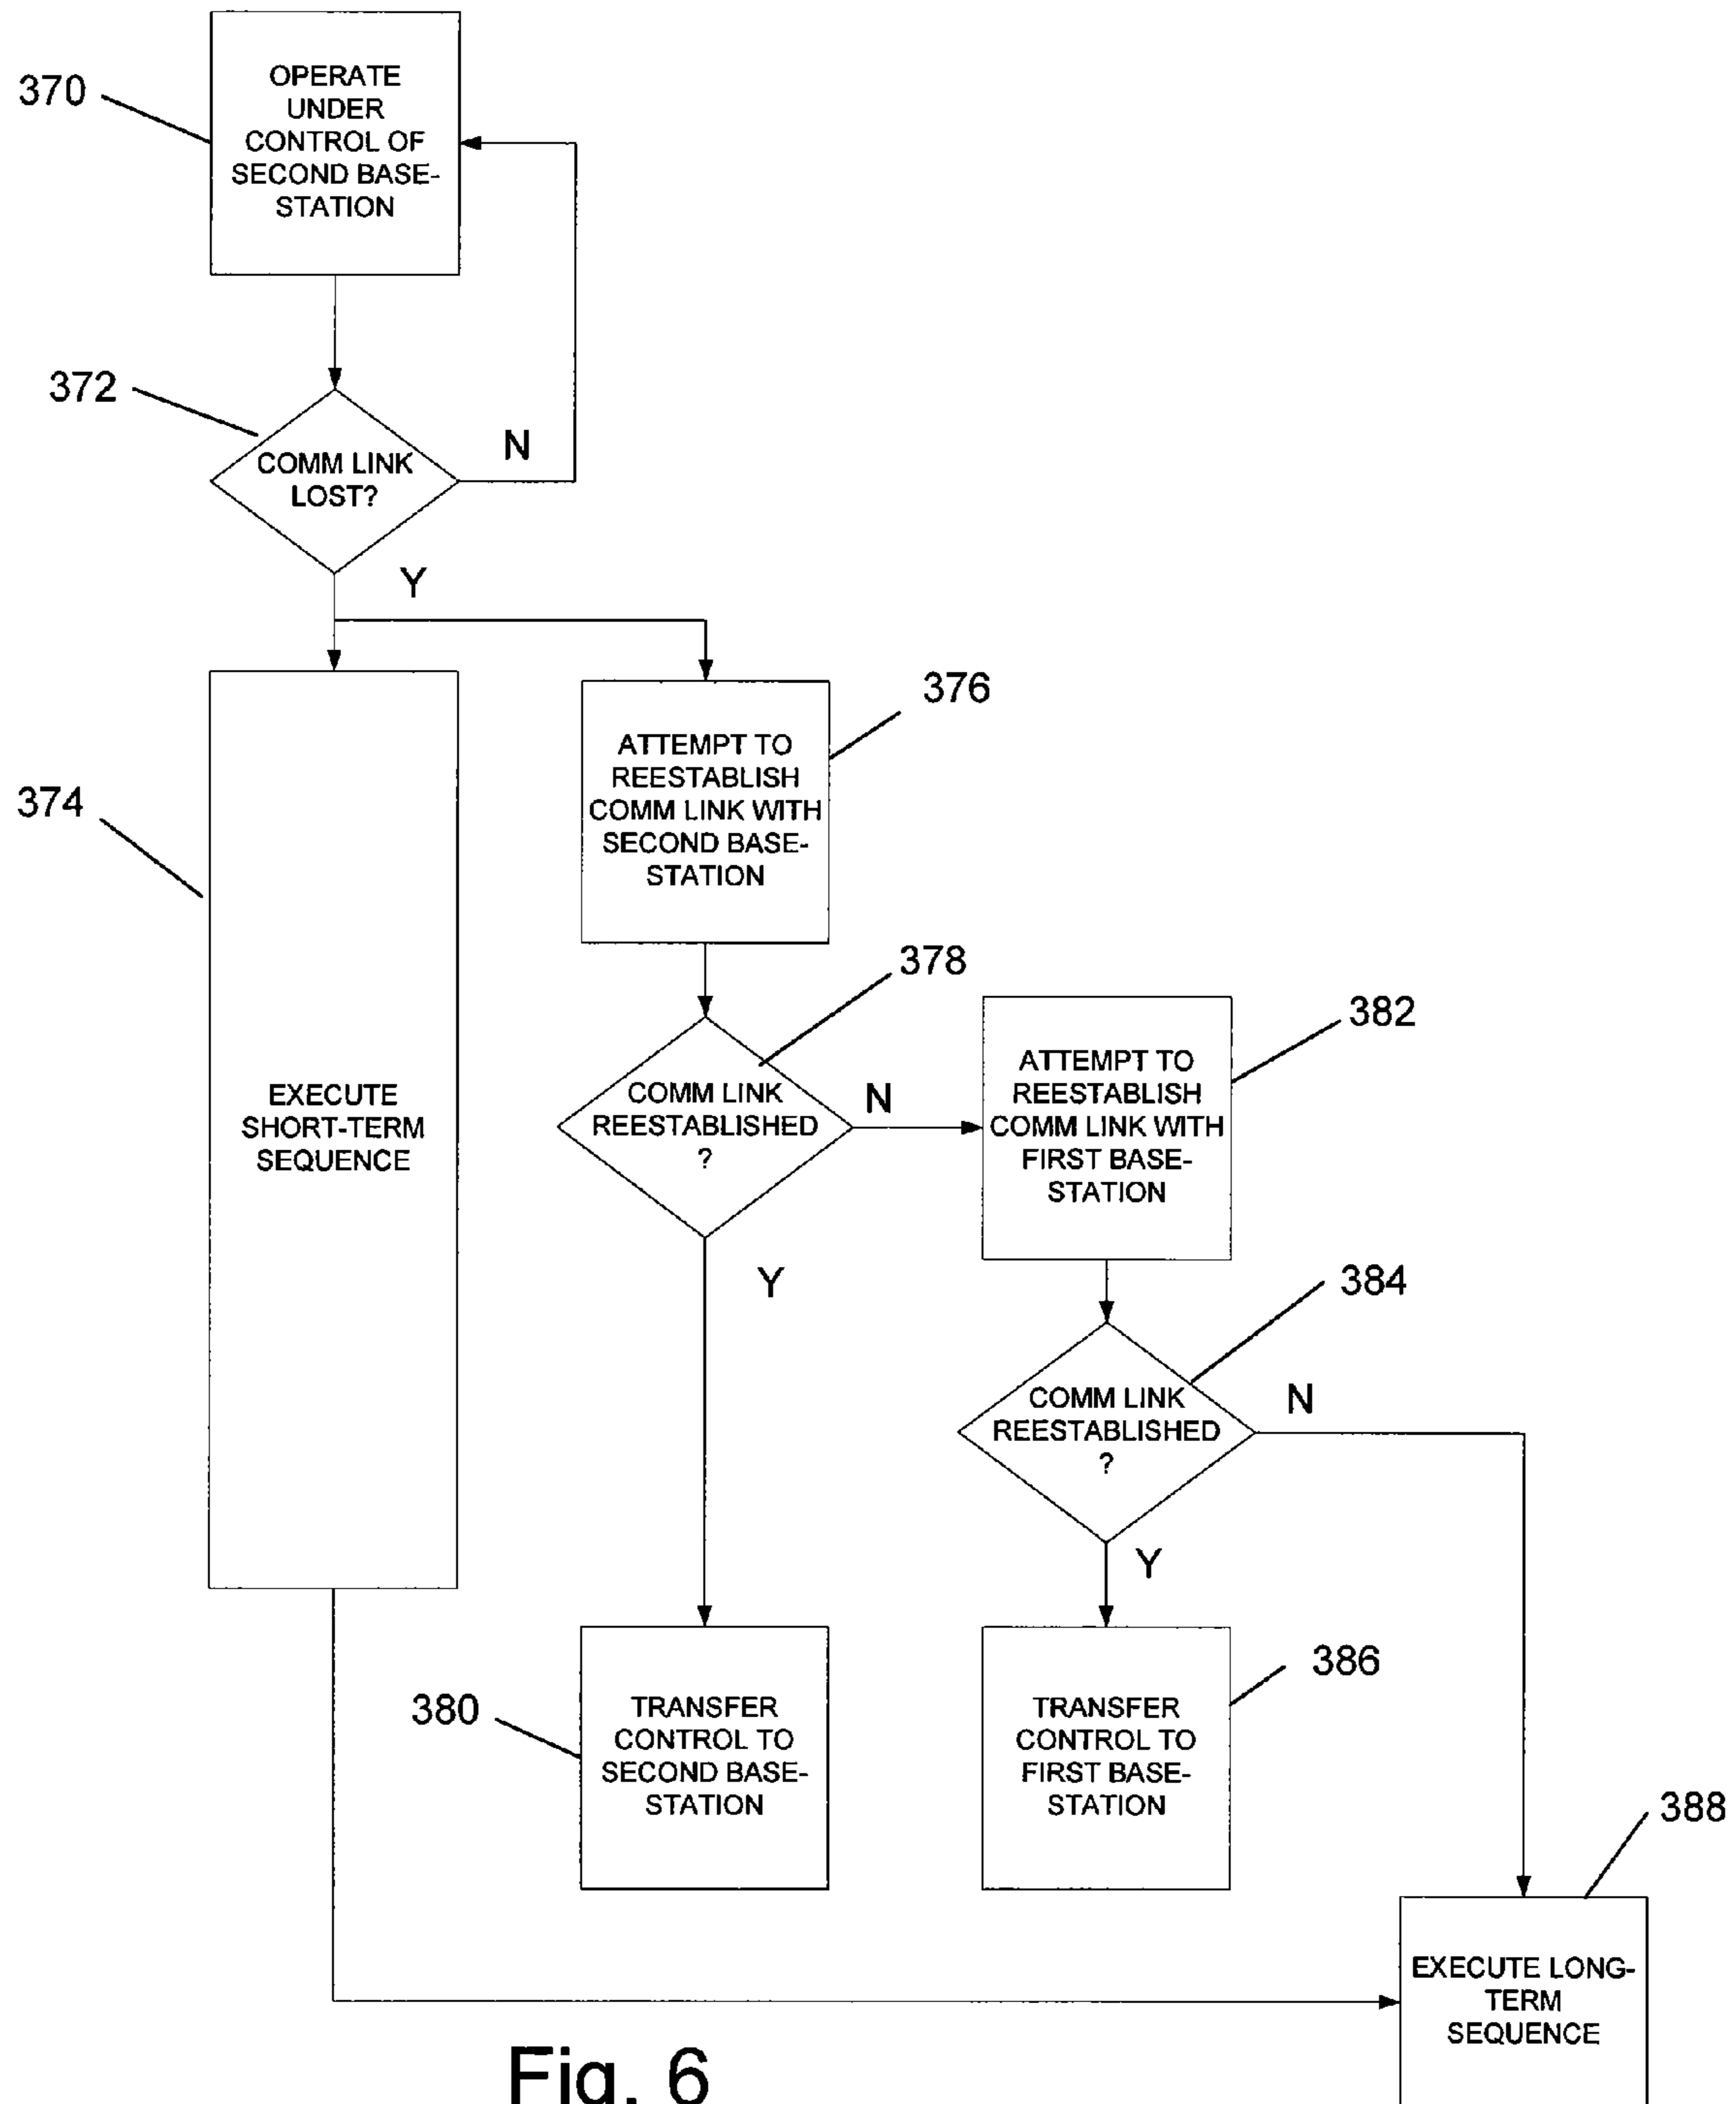 370
OPERATE
UNDER
CONTROL OF
SECOND BASE-
STATION
372
COMM LINK
LOST?
N
Y
374
EXECUTE
SHORT-TERM
SEQUENCE
376
ATTEMPT TO
REESTABLISH
COMM LINK WITH
SECOND BASE-
STATION
378
COMM LINK
REESTABLISHED
?
N
Y
382
ATTEMPT TO
REESTABLISH
COMM LINK WITH
FIRST BASE-
STATION
384
COMM LINK
REESTABLISHED
?
N
Y
380
TRANSFER
CONTROL TO
SECOND BASE-
STATION
386
TRANSFER
CONTROL TO
FIRST BASE-
STATION
388
EXECUTE LONG-
TERM
SEQUENCE
Fig. 6